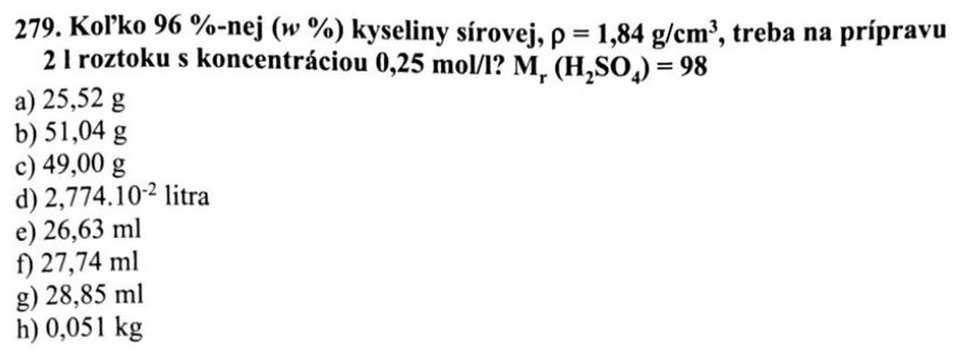 279. Koľko 96 %-nej (w %) kyseliny sírovej, ρ = 1,84 g/cm³, treba na prípravu
2 l roztoku s koncentráciou 0,25 mol/l? Mᵣ (H₂SO₄) = 98
a) 25,52 g
b) 51,04 g
c) 49,00 g
d) 2,774.10⁻² litra
e) 26,63 ml
f) 27,74 ml
g) 28,85 ml
h) 0,051 kg